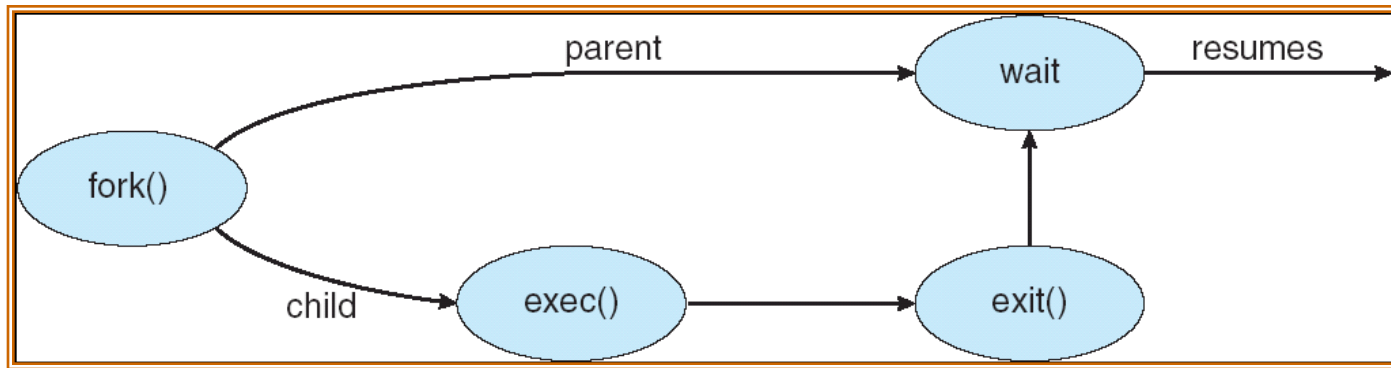 parent
wait
resumes
fork()
child
exec()
exit()